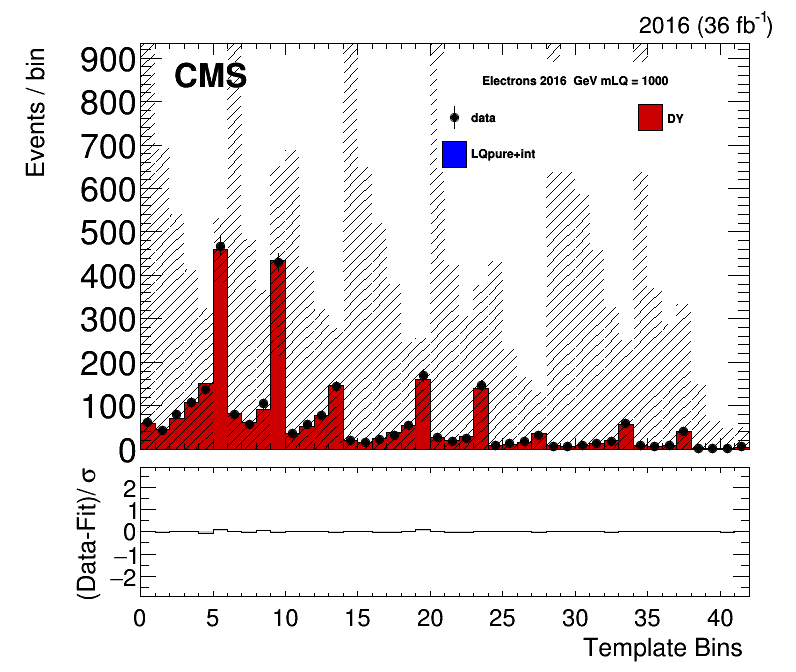 2016 (36 fb-1)
CMS
Electrons 2016 GeV mLQ = 1000
data
DY
LQpure+int
Events / bin
900
800
700
600
500
400
300
200
100
0
(Data-Fit)/ σ
2
1
0
−1
−2
0 5 10 15 20 25 30 35 40
Template Bins